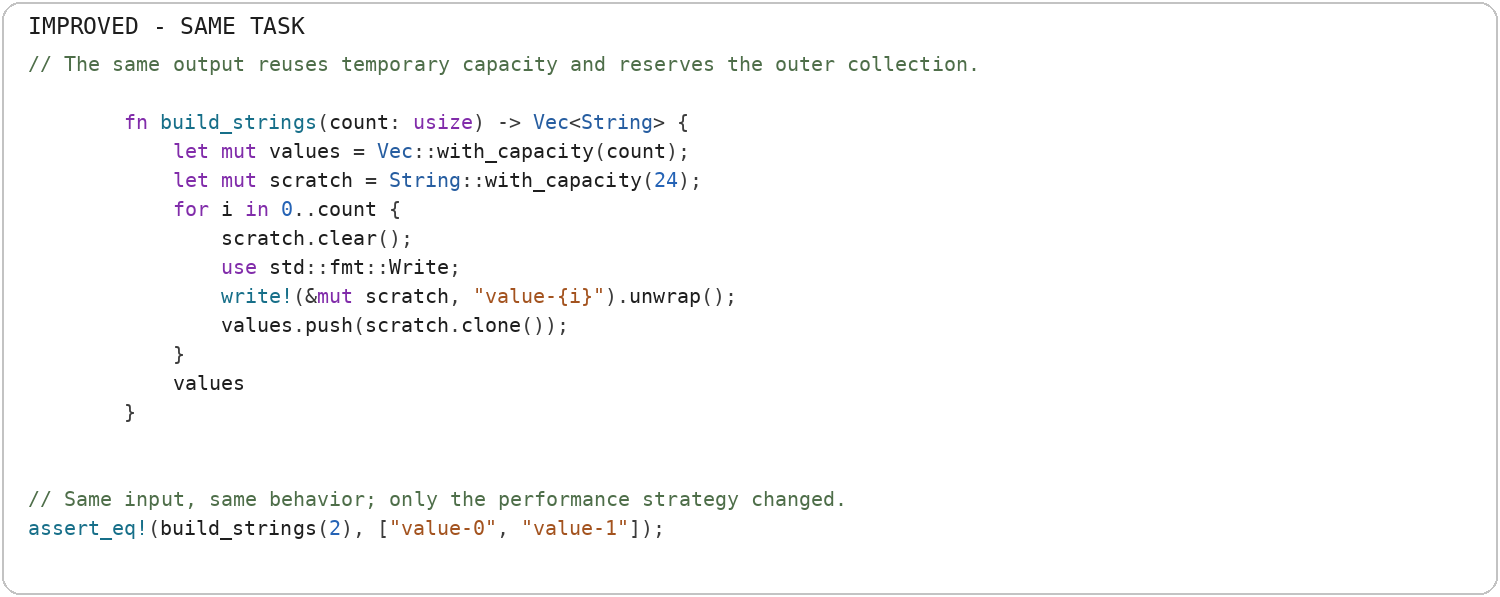 IMPROVED - SAME TASK
// The same output reuses temporary capacity and reserves the outer collection.
fn build_strings(count: usize) -> Vec<String> {
    let mut values = Vec::with_capacity(count);
    let mut scratch = String::with_capacity(24);
    for i in 0..count {
        scratch.clear();
        use std::fmt::Write;
        write!(&mut scratch, "value-{i}").unwrap();
        values.push(scratch.clone());
    }
    values
}
// Same input, same behavior; only the performance strategy changed.
assert_eq!(build_strings(2), ["value-0", "value-1"]);